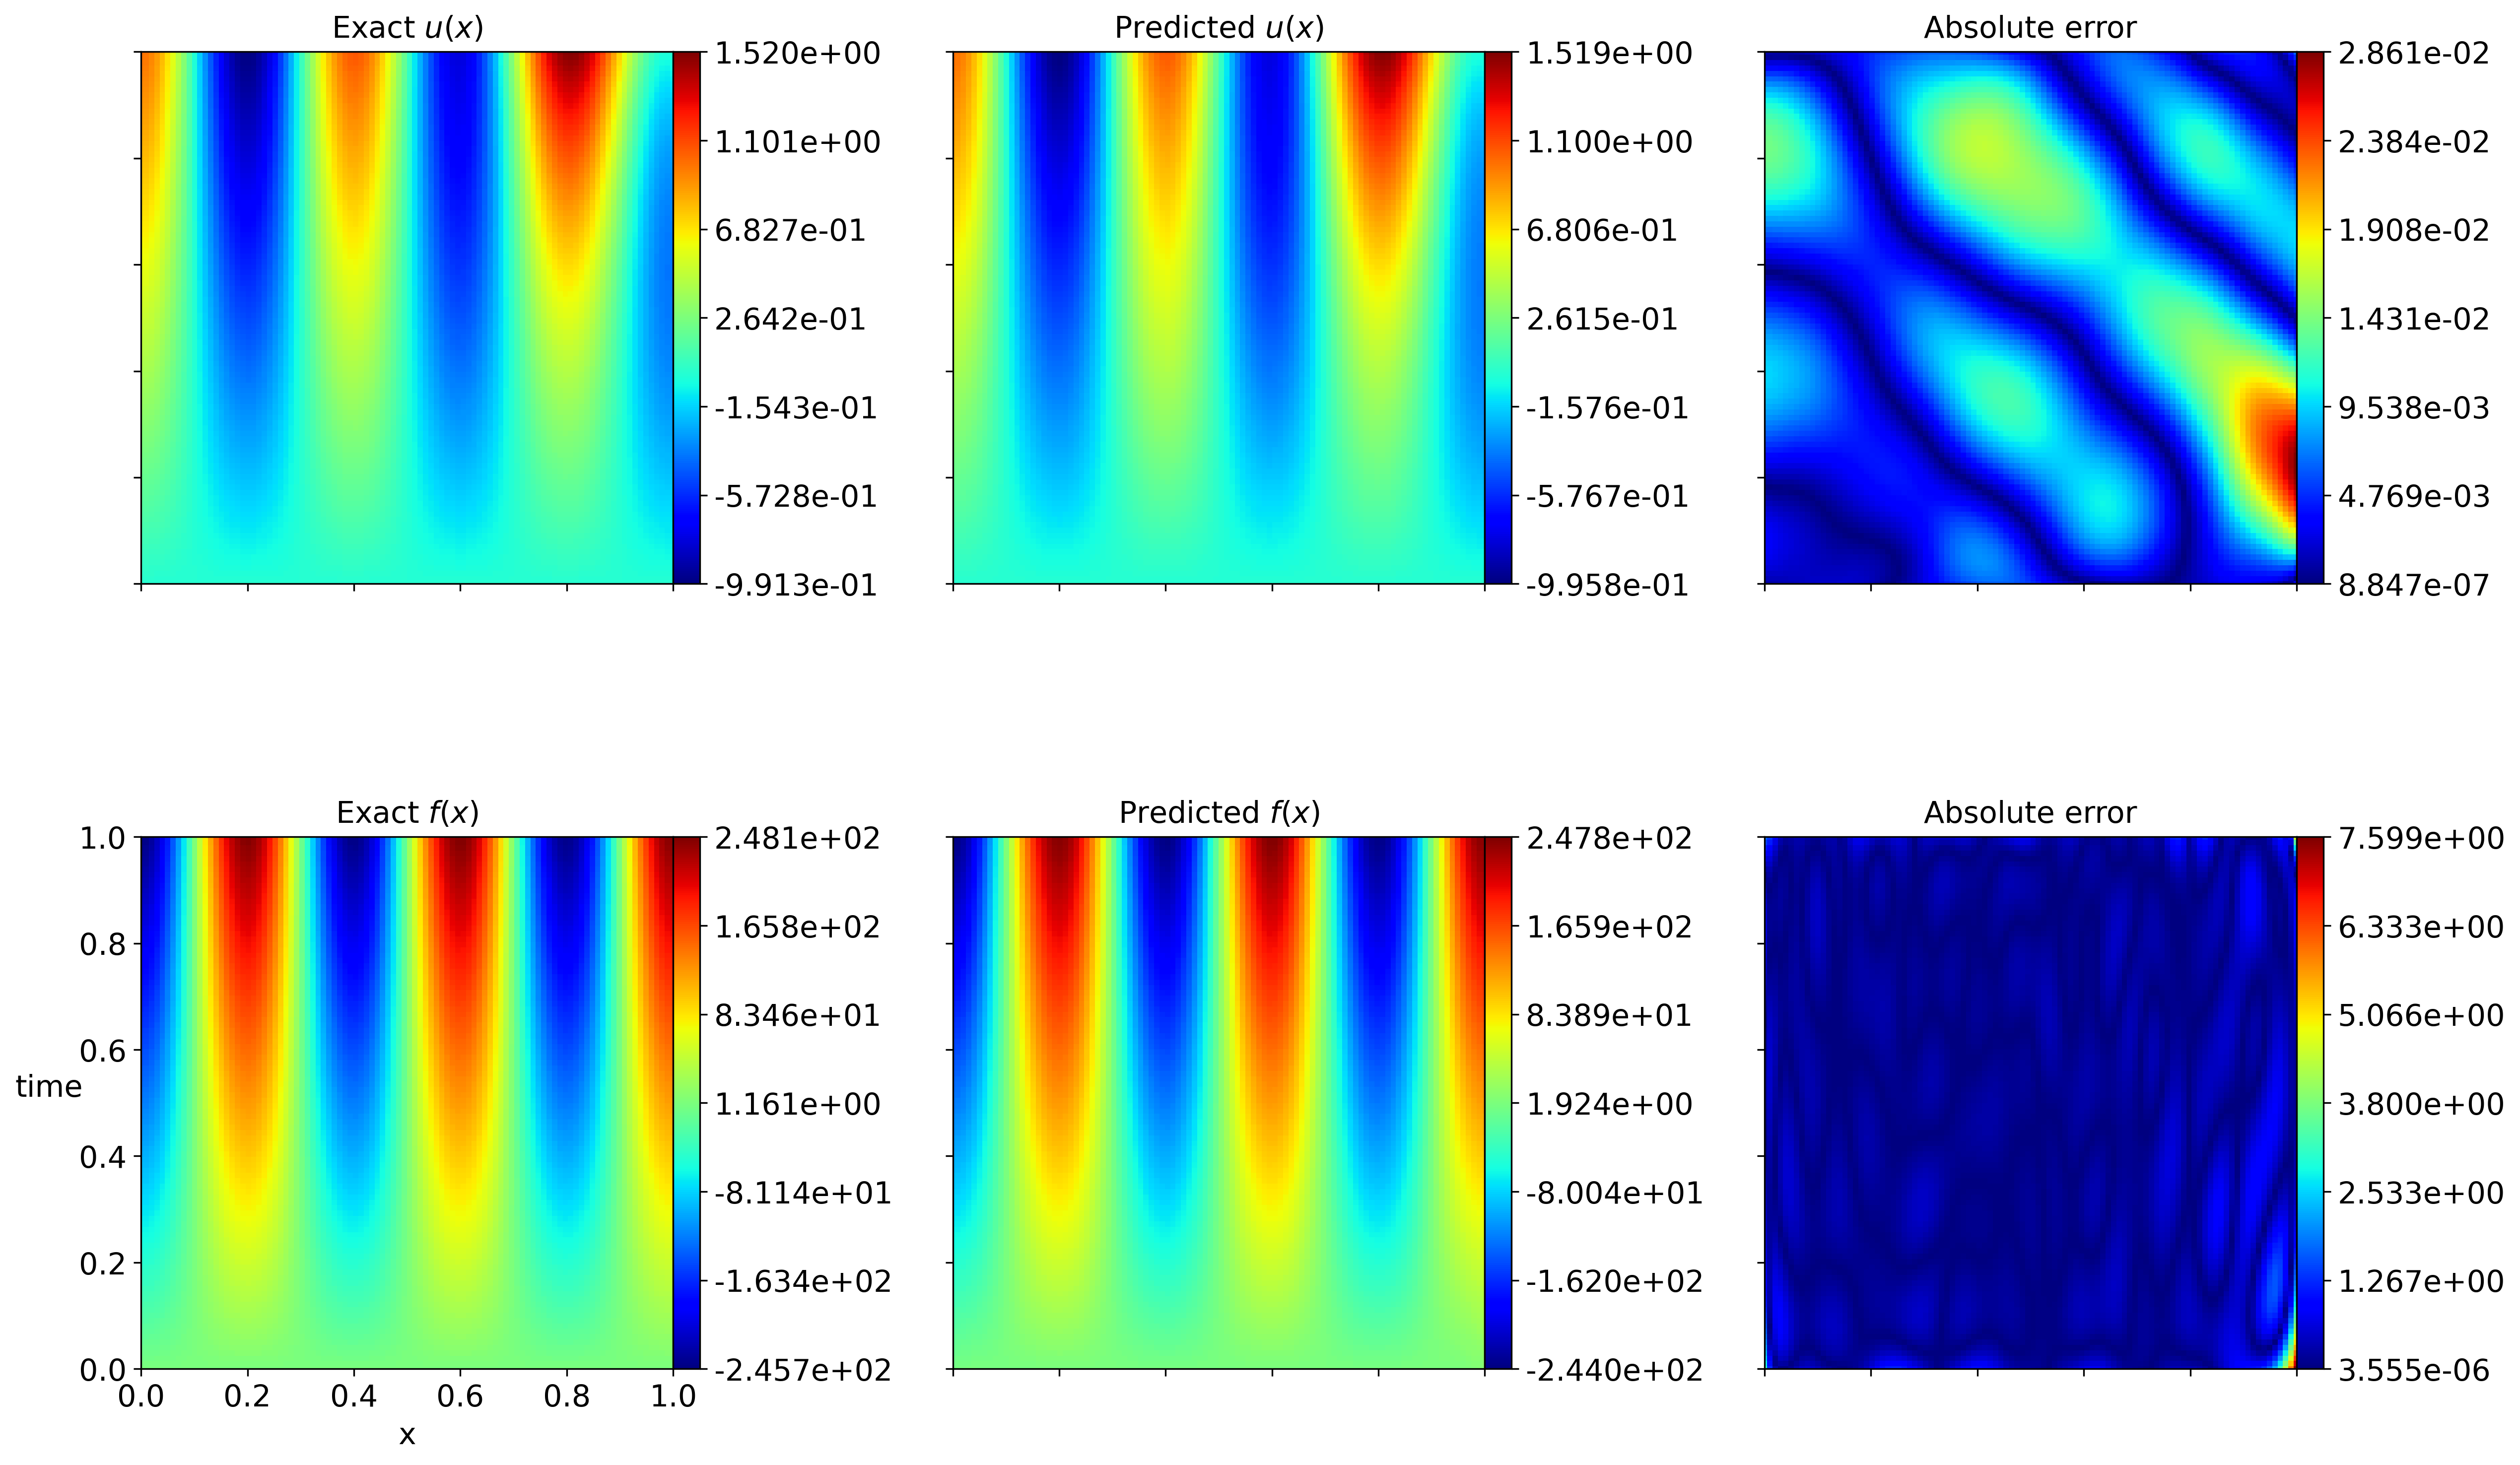 Exact u(x)
1.520e+00
1.101e+00
6.827e-01
2.642e-01
-1.543e-01
-5.728e-01
-9.913e-01
Predicted u(x)
1.519e+00
1.100e+00
6.806e-01
2.615e-01
-1.576e-01
-5.767e-01
-9.958e-01
Absolute error
2.861e-02
2.384e-02
1.908e-02
1.431e-02
9.538e-03
4.769e-03
8.847e-07
Exact f(x)
time
1.0
0.8
0.6
0.4
0.2
0.0
0.0 0.2 0.4 0.6 0.8 1.0
x
2.481e+02
1.658e+02
8.346e+01
1.161e+00
-8.114e+01
-1.634e+02
-2.457e+02
Predicted f(x)
2.478e+02
1.659e+02
8.389e+01
1.924e+00
-8.004e+01
-1.620e+02
-2.440e+02
Absolute error
7.599e+00
6.333e+00
5.066e+00
3.800e+00
2.533e+00
1.267e+00
3.555e-06